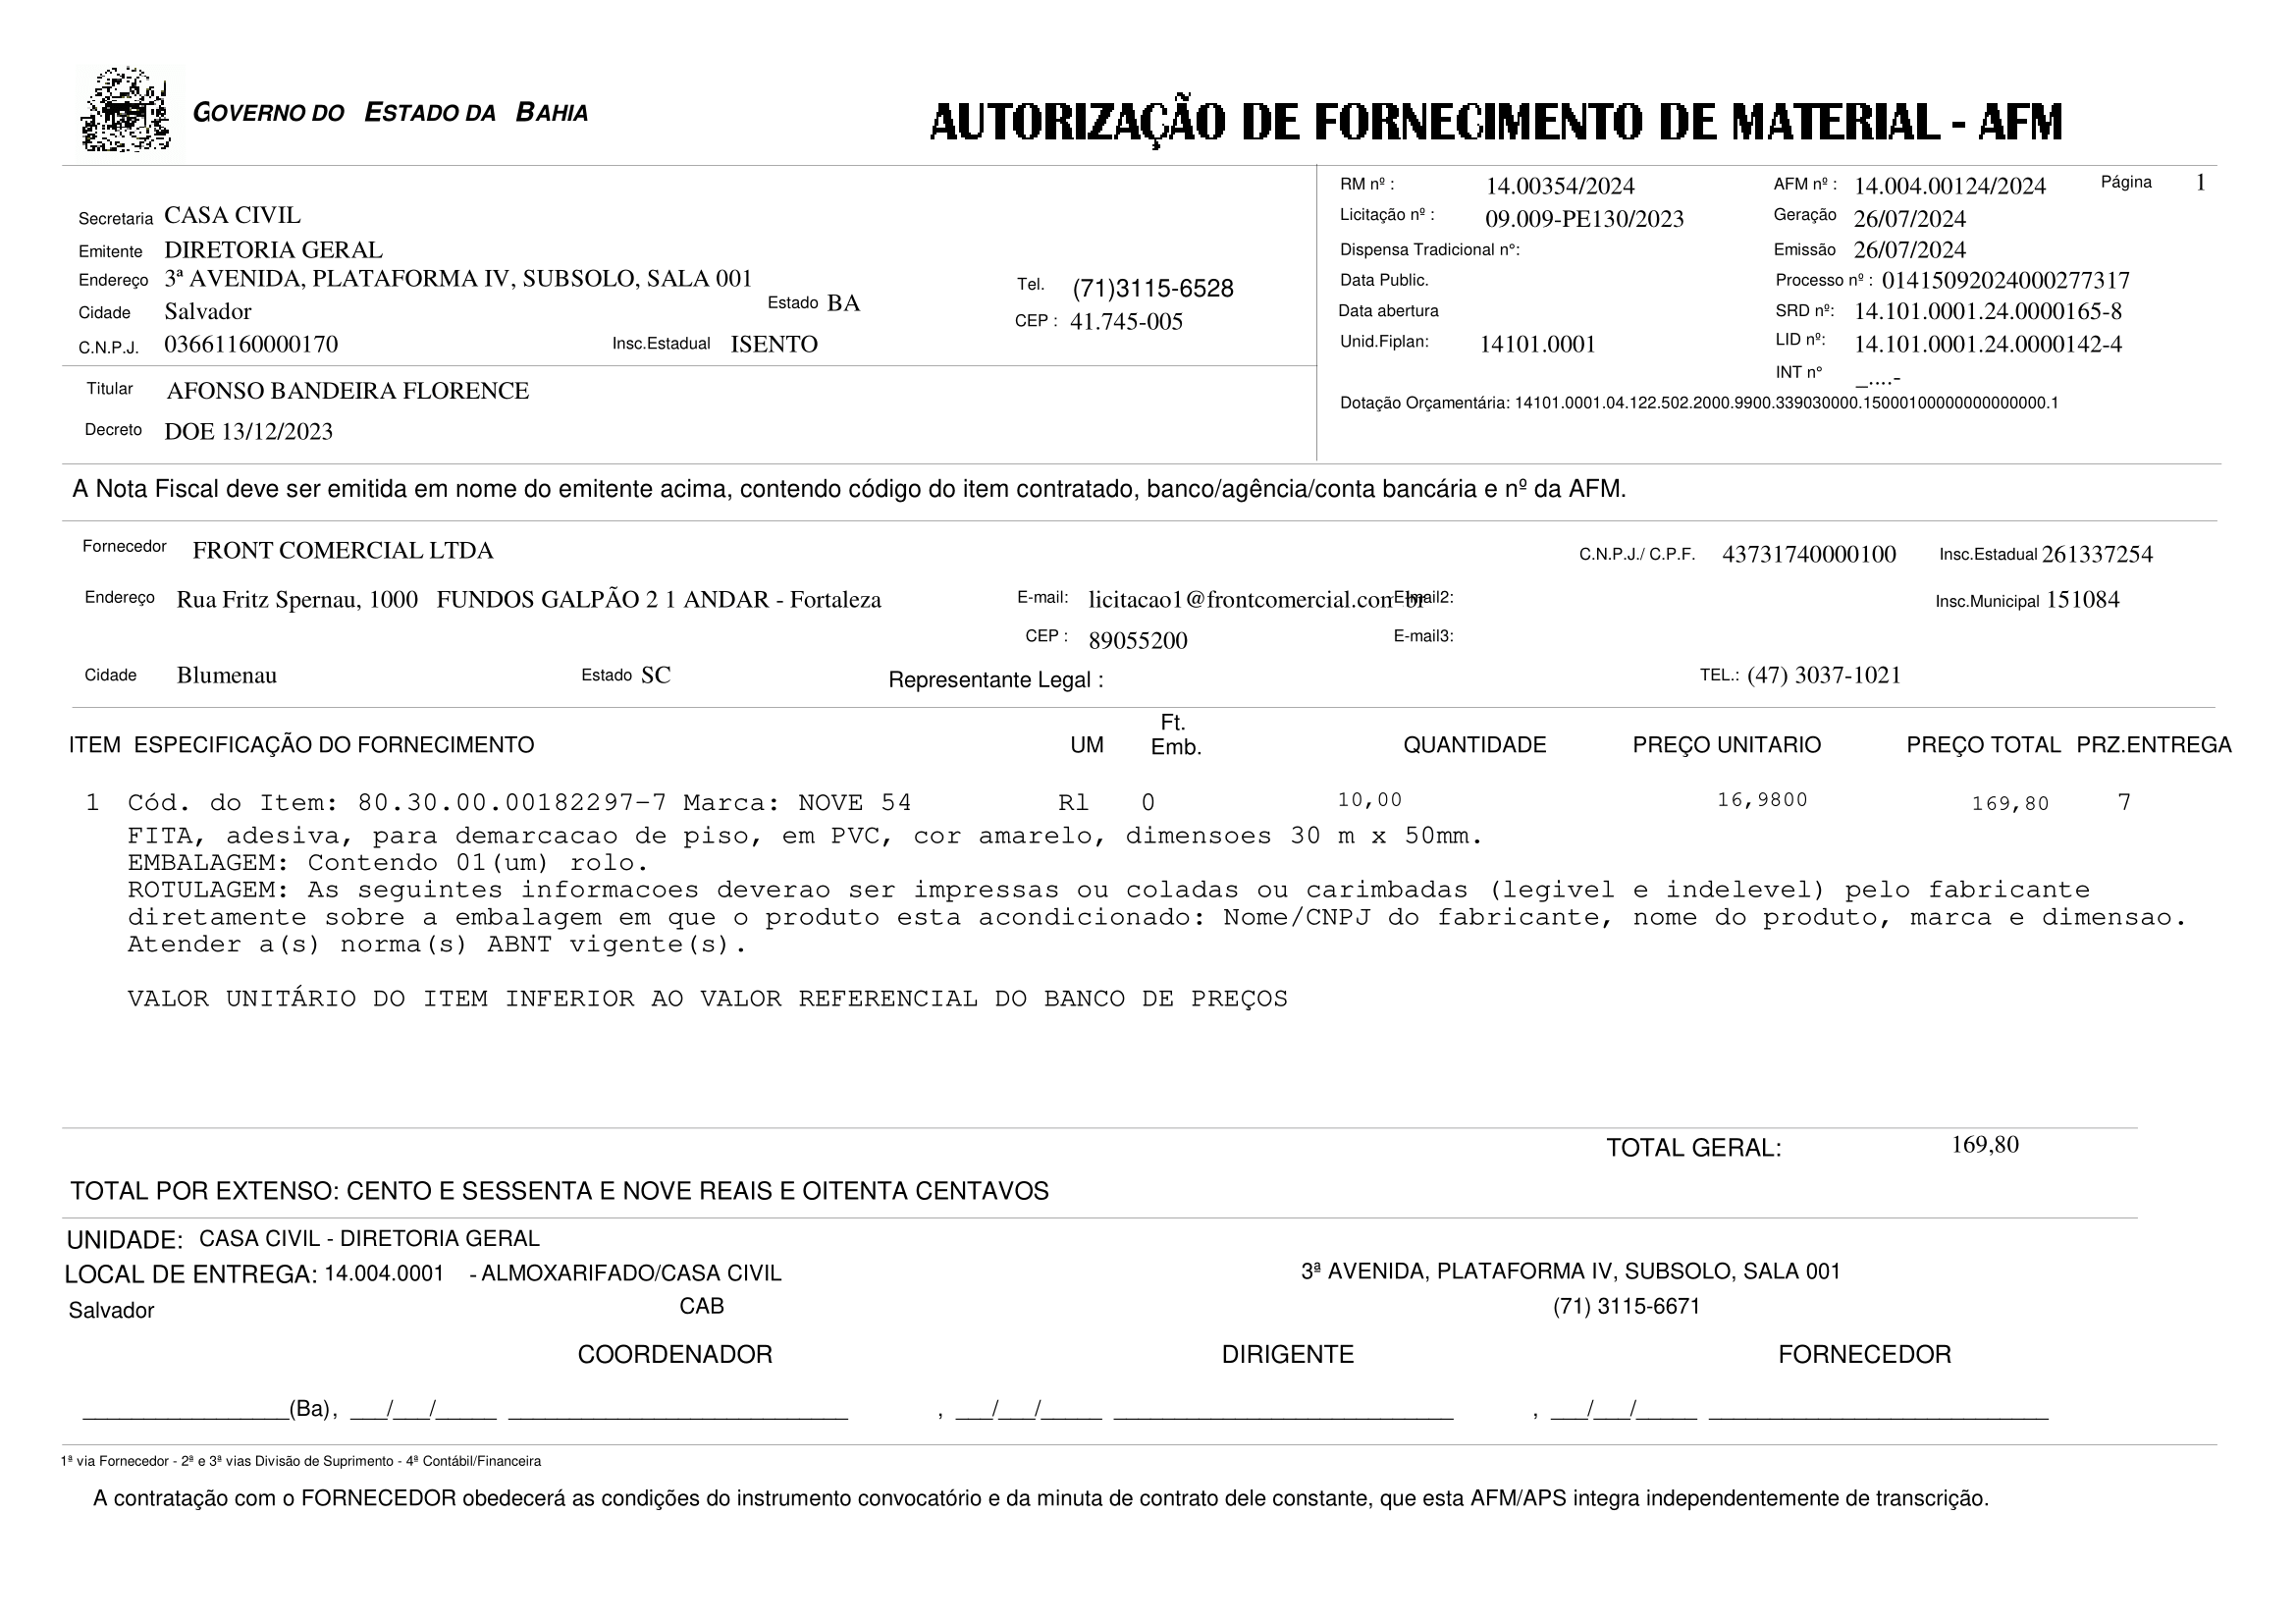 GOVERNO DO ESTADO DA BAHIA
AUTORIZAÇÃO DE FORNECIMENTO DE MATERIAL - AFM
Secretaria CASA CIVIL
Emitente DIRETORIA GERAL
Endereço 3ª AVENIDA, PLATAFORMA IV, SUBSOLO, SALA 001
Cidade Salvador Estado BA
Tel. (71)3115-6528
CEP : 41.745-005
C.N.P.J. 03661160000170 Insc.Estadual ISENTO
Titular AFONSO BANDEIRA FLORENCE
Decreto DOE 13/12/2023
RM nº : 14.00354/2024 AFM nº : 14.004.00124/2024 Página 1
Licitação nº : 09.009-PE130/2023 Geração 26/07/2024
Dispensa Tradicional n°: Emissão 26/07/2024
Data Public. Processo nº : 01415092024000277317
Data abertura SRD nº: 14.101.0001.24.0000165-8
Unid.Fiplan: 14101.0001 LID nº: 14.101.0001.24.0000142-4
INT n° _....-
Dotação Orçamentária: 14101.0001.04.122.502.2000.9900.339030000.15000100000000000000.1
A Nota Fiscal deve ser emitida em nome do emitente acima, contendo código do item contratado, banco/agência/conta bancária e nº da AFM.
Fornecedor FRONT COMERCIAL LTDA C.N.P.J./ C.P.F. 43731740000100 Insc.Estadual 261337254
Endereço Rua Fritz Spernau, 1000 FUNDOS GALPÃO 2 1 ANDAR - Fortaleza E-mail: licitacao1@frontcomercial.com.br E-mail2: Insc.Municipal 151084
CEP : 89055200 E-mail3:
Cidade Blumenau Estado SC Representante Legal : TEL.: (47) 3037-1021
ITEM ESPECIFICAÇÃO DO FORNECIMENTO UM Ft. Emb. QUANTIDADE PREÇO UNITARIO PREÇO TOTAL PRZ.ENTREGA
1 Cód. do Item: 80.30.00.00182297-7 Marca: NOVE 54 Rl 0 10,00 16,9800 169,80 7
FITA, adesiva, para demarcacao de piso, em PVC, cor amarelo, dimensoes 30 m x 50mm.
EMBALAGEM: Contendo 01(um) rolo.
ROTULAGEM: As seguintes informacoes deverao ser impressas ou coladas ou carimbadas (legivel e indelevel) pelo fabricante
diretamente sobre a embalagem em que o produto esta acondicionado: Nome/CNPJ do fabricante, nome do produto, marca e dimensao.
Atender a(s) norma(s) ABNT vigente(s).
VALOR UNITÁRIO DO ITEM INFERIOR AO VALOR REFERENCIAL DO BANCO DE PREÇOS
TOTAL GERAL: 169,80
TOTAL POR EXTENSO: CENTO E SESSENTA E NOVE REAIS E OITENTA CENTAVOS
UNIDADE: CASA CIVIL - DIRETORIA GERAL
LOCAL DE ENTREGA: 14.004.0001 - ALMOXARIFADO/CASA CIVIL 3ª AVENIDA, PLATAFORMA IV, SUBSOLO, SALA 001
Salvador CAB (71) 3115-6671
COORDENADOR DIRIGENTE FORNECEDOR
_________________(Ba), ___/___/_____ ____________________________ , ___/___/_____ ____________________________ , ___/___/_____ ____________________________
1ª via Fornecedor - 2ª e 3ª vias Divisão de Suprimento - 4ª Contábil/Financeira
A contratação com o FORNECEDOR obedecerá as condições do instrumento convocatório e da minuta de contrato dele constante, que esta AFM/APS integra independentemente de transcrição.